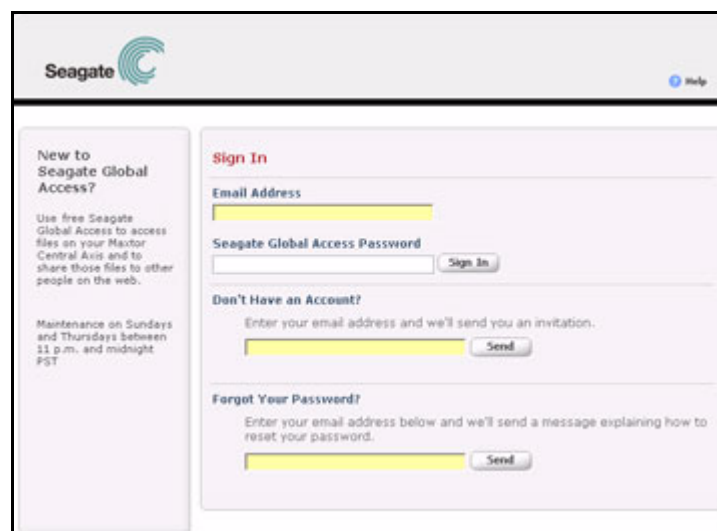 Seagate
Help
New to
Seagate Global
Access?
Use free Seagate
Global Access to access
files on your Maxtor
Central Axis and to
share those files to other
people on the web.
Maintenance on Sundays
and Thursdays between
11 p.m. and midnight
PST
Sign In
Email Address
Seagate Global Access Password
Sign In
Don't Have an Account?
Enter your email address and we'll send you an invitation.
Send
Forgot Your Password?
Enter your email address below and we'll send a message explaining how to
reset your password.
Send